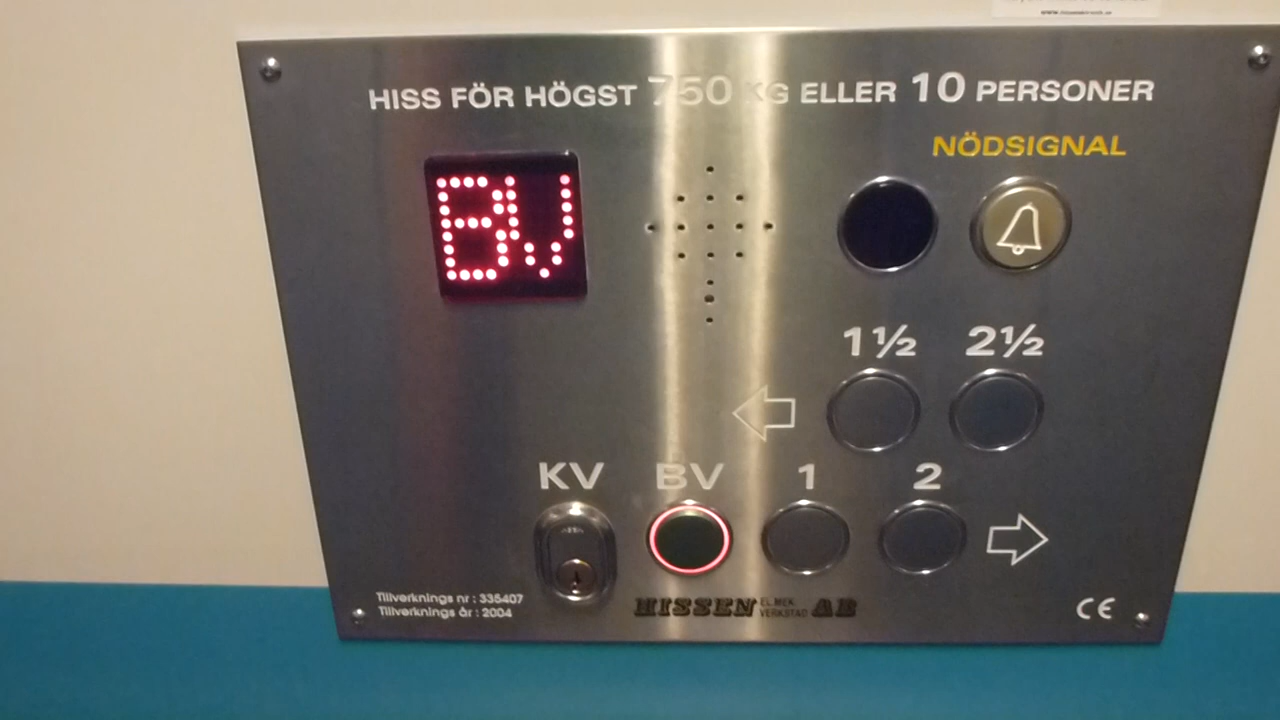 HISS FÖR HÖGST 750 KG ELLER 10 PERSONER
NÖDSIGNAL
BV
1½ 2½
KV BV 1 2
Tillverknings nr : 335407
Tillverknings år : 2004
HISSEN EL.MEK. VERKSTAD AB
CE